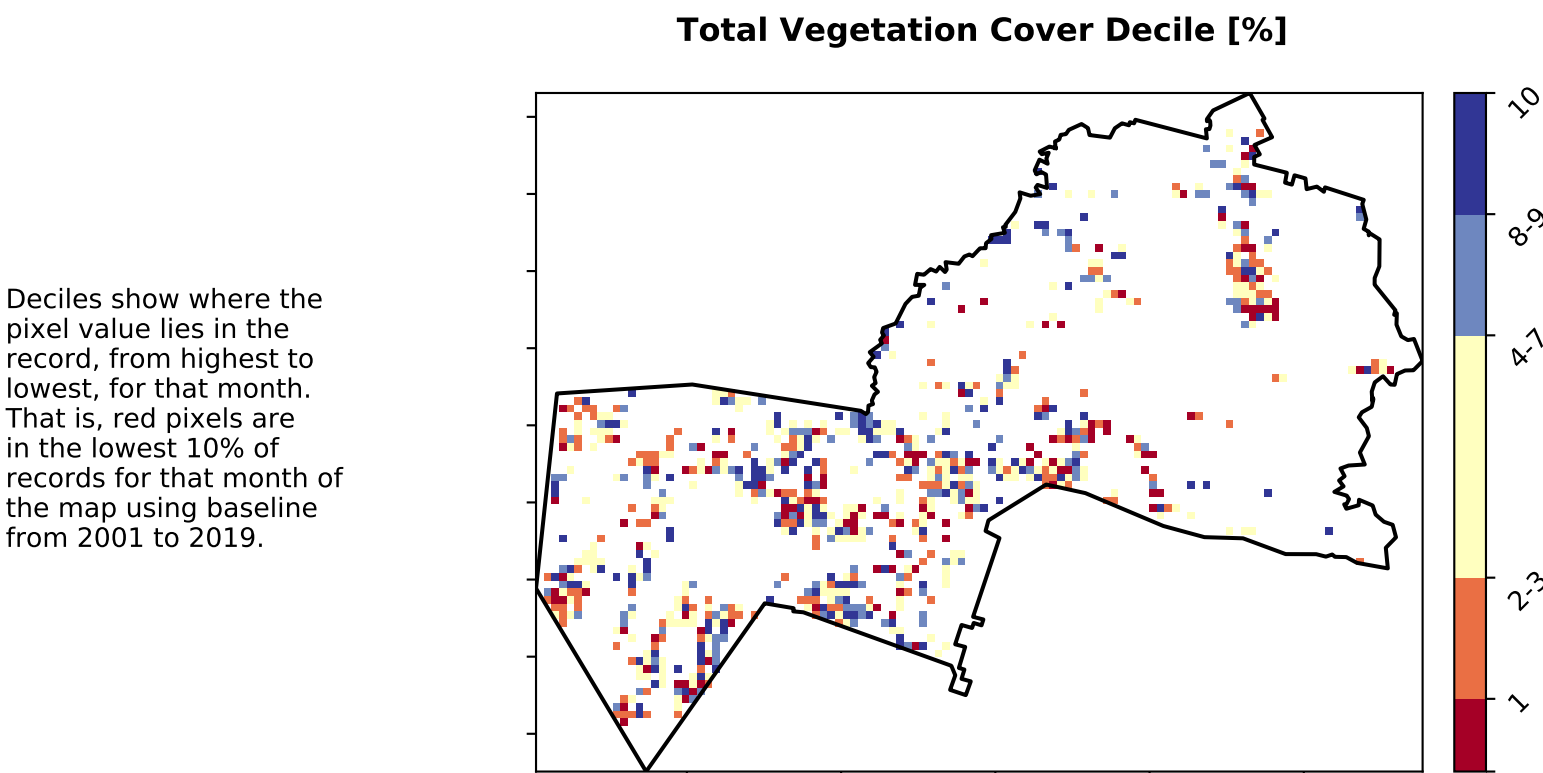 Total Vegetation Cover Decile [%]
Deciles show where the
pixel value lies in the
record, from highest to
lowest, for that month.
That is, red pixels are
in the lowest 10% of
records for that month of
the map using baseline
from 2001 to 2019.
10
8-9
4-7
2-3
1